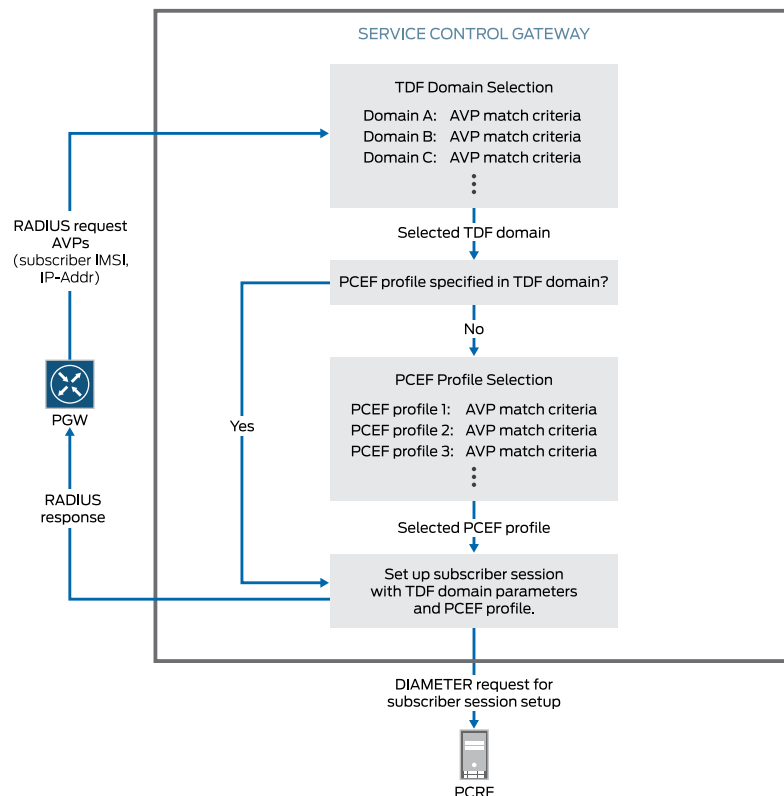 SERVICE CONTROL GATEWAY
TDF Domain Selection
Domain A: AVP match criteria
Domain B: AVP match criteria
Domain C: AVP match criteria
RADIUS request
AVPs
(subscriber IMSI,
IP-Addr)
Selected TDF domain
PCEF profile specified in TDF domain?
No
PCEF Profile Selection
PCEF profile 1: AVP match criteria
PCEF profile 2: AVP match criteria
PCEF profile 3: AVP match criteria
PGW
Yes
RADIUS
response
Selected PCEF profile
Set up subscriber session
with TDF domain parameters
and PCEF profile.
DIAMETER request for
subscriber session setup
PCRF